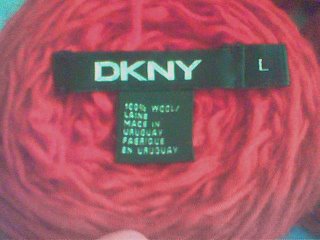 DKNY L
100% WOOL/
LAINE
MADE IN
URUGUAY
FABRIQUE
EN URUGUAY